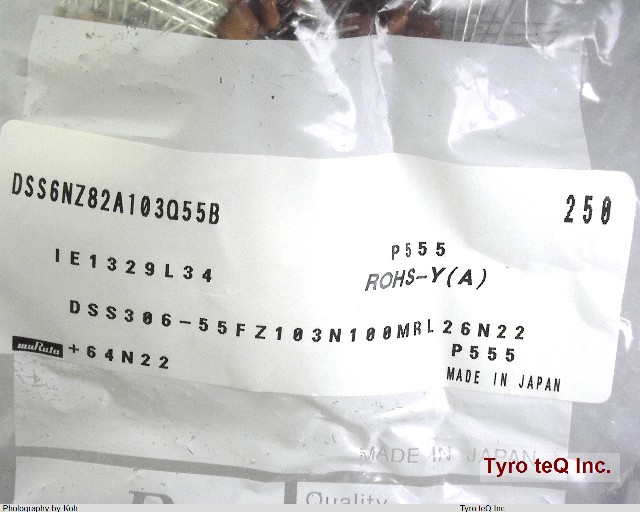 DSS6NZ82A103Q55B 250
IE1329L34 P555
ROHS-Y(A)
DSS306-55FZ103N100MRL26N22
muRata +64N22 P555
MADE IN JAPAN
MADE IN JAPAN
Tyro teQ Inc.
Quality
Photography by Koh Tyro teQ Inc